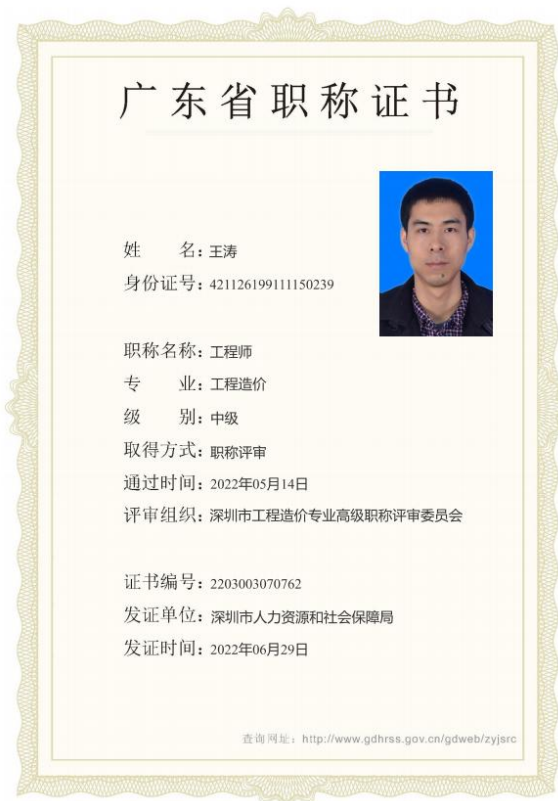 广东省职称证书
姓　　名：王涛
身份证号：421126199111150239
职称名称：工程师
专　　业：工程造价
级　　别：中级
取得方式：职称评审
通过时间：2022年05月14日
评审组织：深圳市工程造价专业高级职称评审委员会
证书编号：2203003070762
发证单位：深圳市人力资源和社会保障局
发证时间：2022年06月29日
查询网址：http://www.gdhrss.gov.cn/gdweb/zyjsrc